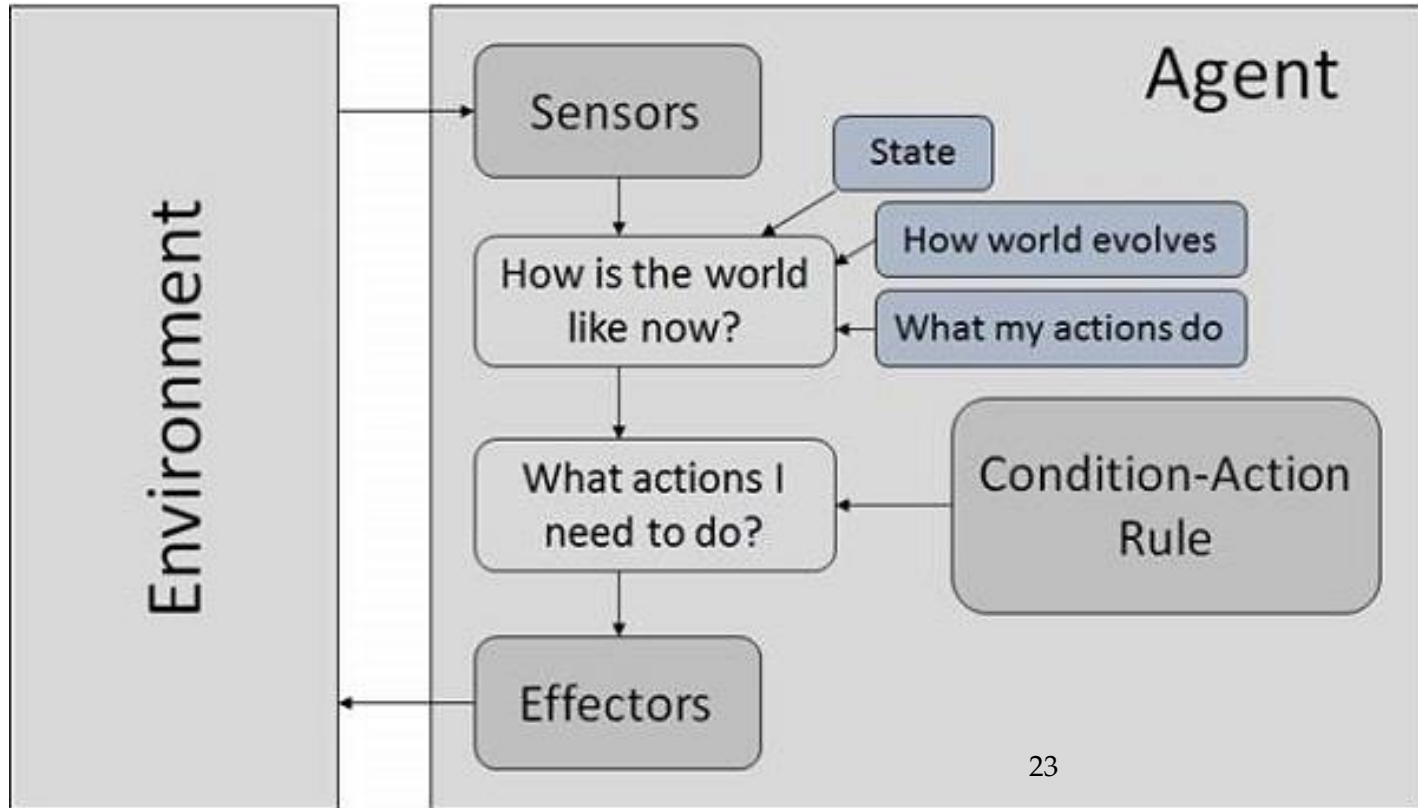 Environment
Agent
Sensors
State
How world evolves
What my actions do
How is the world
like now?
What actions I
need to do?
Condition-Action
Rule
Effectors
23